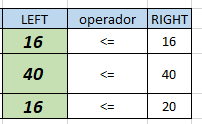 LEFT operador RIGHT
16 <= 16
40 <= 40
16 <= 20